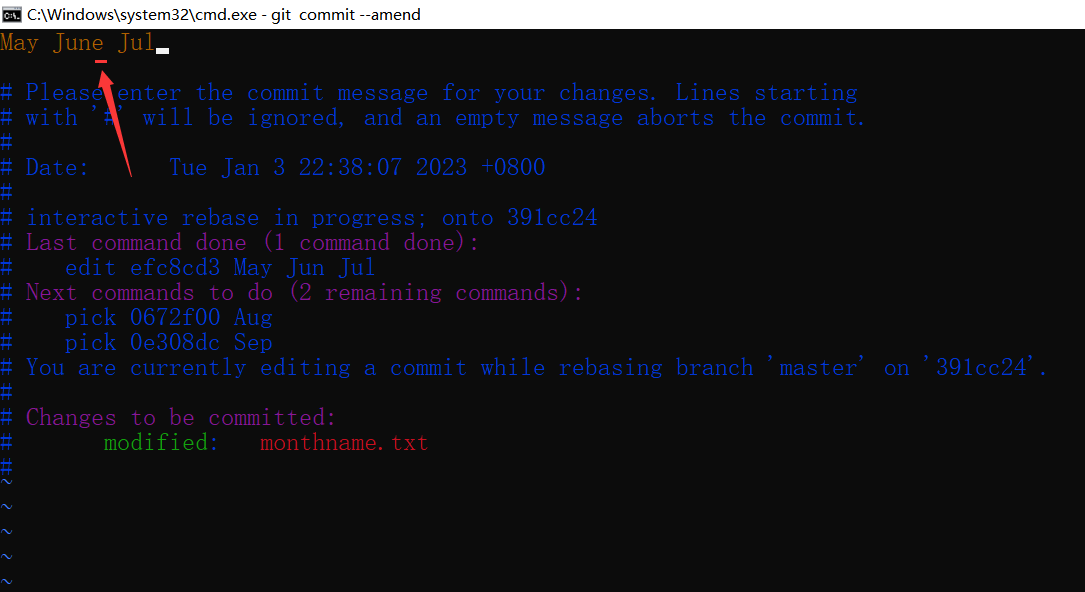 C:\Windows\system32\cmd.exe - git  commit --amend
May June Jul
# Please enter the commit message for your changes. Lines starting
# with '#' will be ignored, and an empty message aborts the commit.
#
# Date:      Tue Jan 3 22:38:07 2023 +0800
#
# interactive rebase in progress; onto 391cc24
# Last command done (1 command done):
#    edit efc8cd3 May Jun Jul
# Next commands to do (2 remaining commands):
#    pick 0672f00 Aug
#    pick 0e308dc Sep
# You are currently editing a commit while rebasing branch 'master' on '391cc24'.
#
# Changes to be committed:
#       modified:   monthname.txt
#
~
~
~
~
~